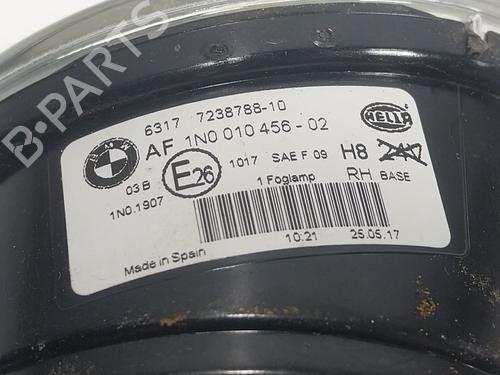 6317 7238788-10
BMW
AF 1N0 010 456-02
HELLA
03 B
E26
1017 SAE F 09 H8
1N0.1907
1 Foglamp
RH BASE
10:21 25.05.17
Made in Spain
B-PARTS